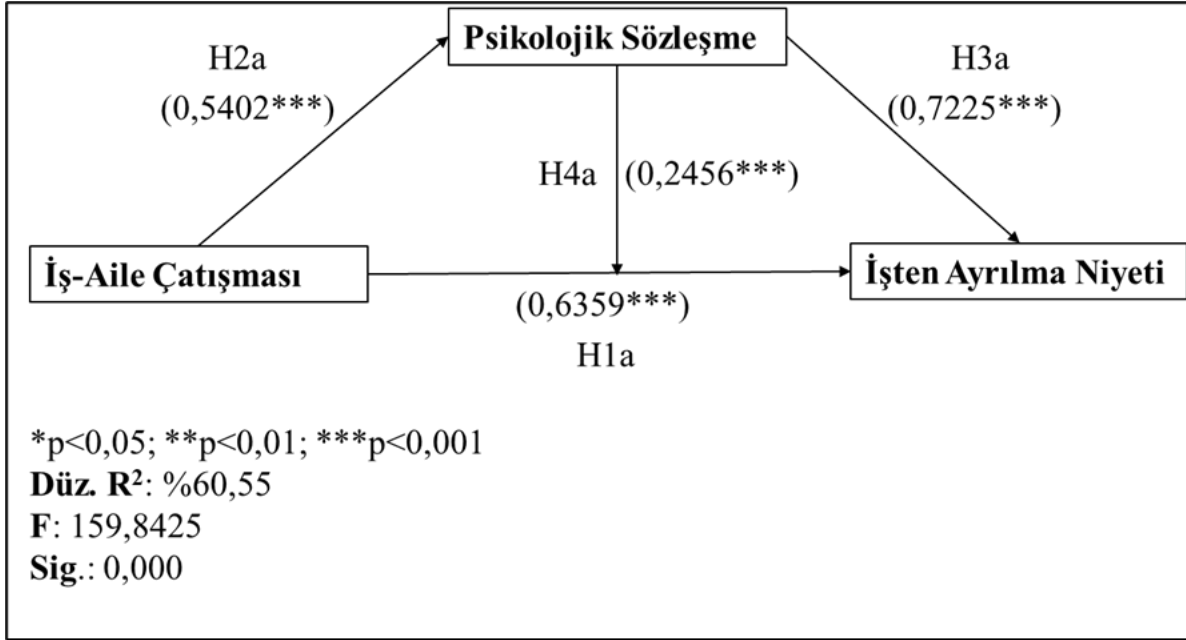 Psikolojik Sözleşme
H2a
(0,5402***)
H3a
(0,7225***)
H4a (0,2456***)
İş-Aile Çatışması
İşten Ayrılma Niyeti
(0,6359***)
H1a
*p<0,05; **p<0,01; ***p<0,001
Düz. R²: %60,55
F: 159,8425
Sig.: 0,000